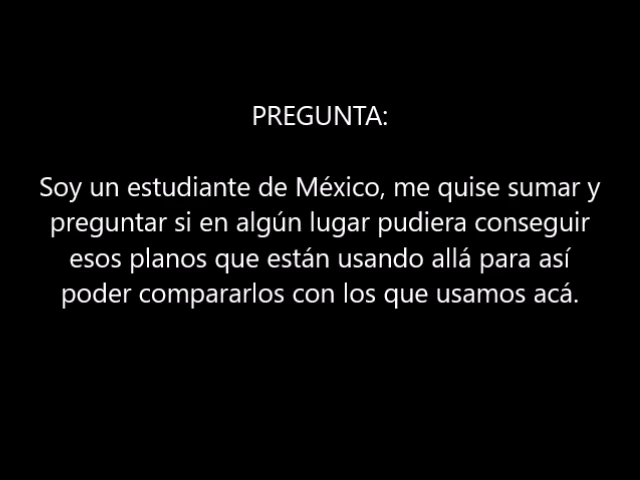 PREGUNTA:
Soy un estudiante de México, me quise sumar y
preguntar si en algún lugar pudiera conseguir
esos planos que están usando allá para así
poder compararlos con los que usamos acá.